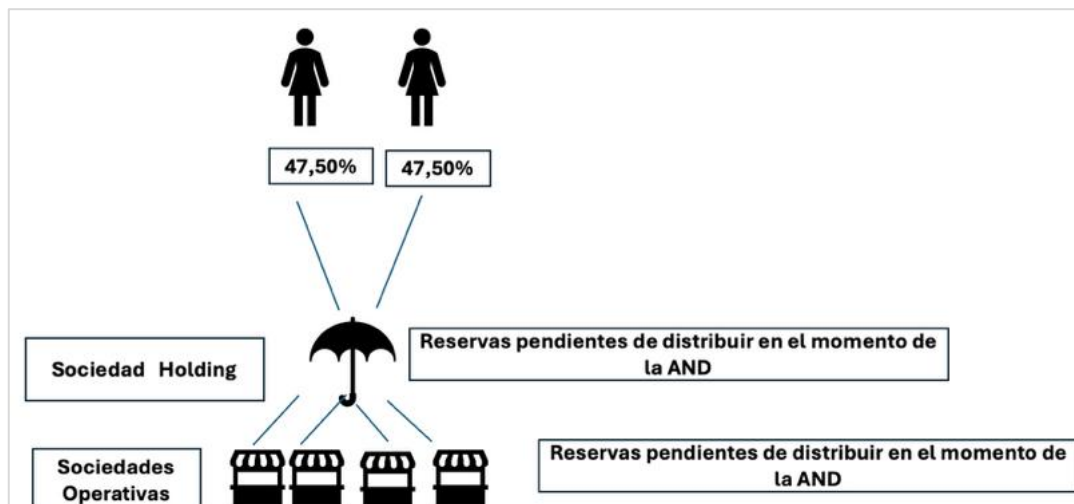 47,50%
47,50%
Sociedad Holding
Reservas pendientes de distribuir en el momento de
la AND
Sociedades
Operativas
Reservas pendientes de distribuir en el momento de
la AND